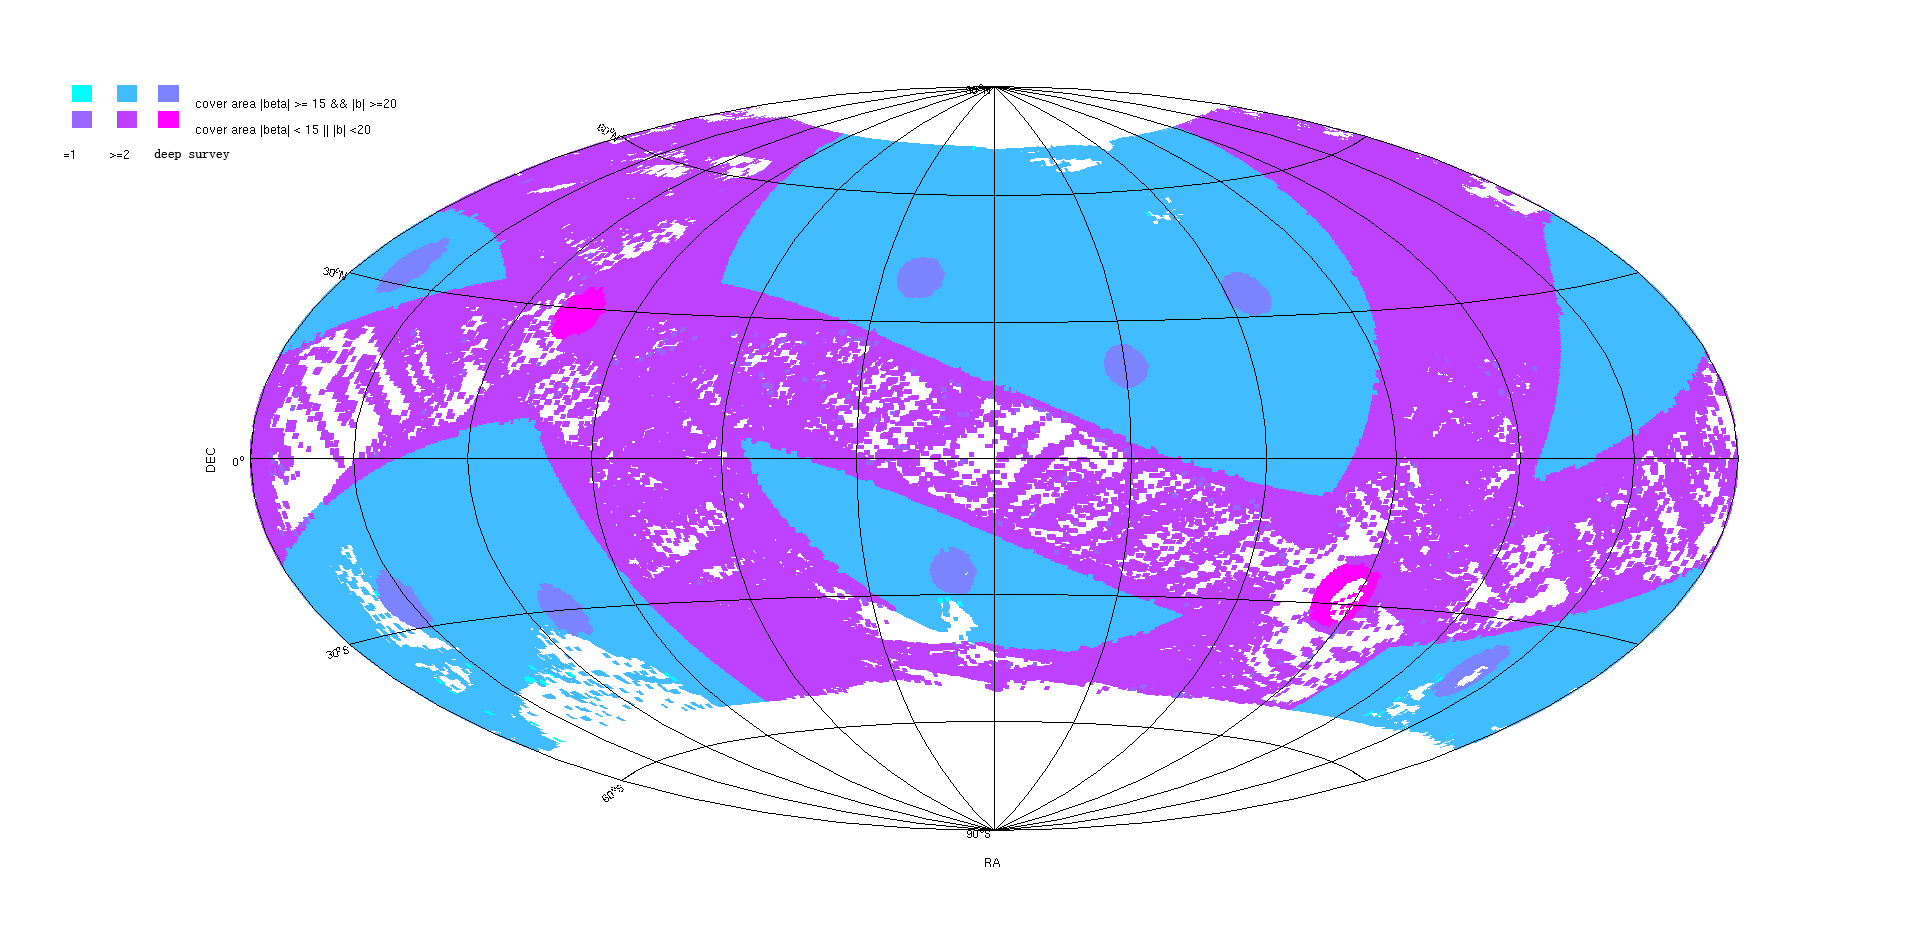 cover area |beta| >= 15 && |b| >=20
cover area |beta| < 15 || |b| <20
=1 >=2 deep survey
90°N
60°N
30°N
DEC
0°
30°S
60°S
90°S
RA